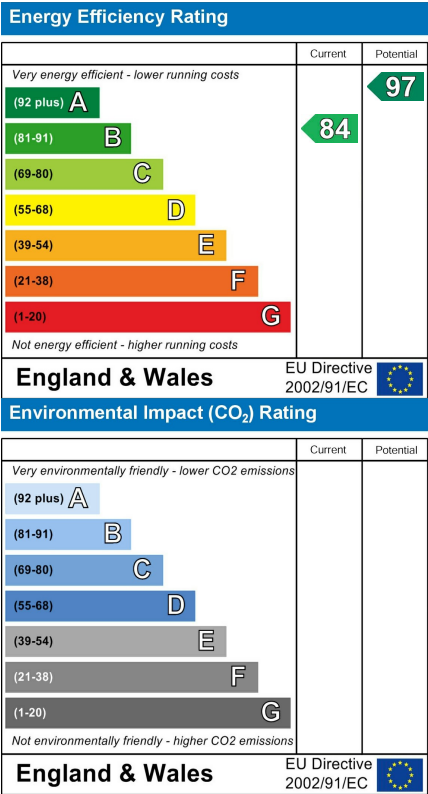 Energy Efficiency Rating
Current Potential
Very energy efficient - lower running costs
(92 plus) A
97
(81-91) B
84
(69-80) C
(55-68) D
(39-54) E
(21-38) F
(1-20) G
Not energy efficient - higher running costs
England & Wales
EU Directive
2002/91/EC
Environmental Impact (CO₂) Rating
Current Potential
Very environmentally friendly - lower CO2 emissions
(92 plus) A
(81-91) B
(69-80) C
(55-68) D
(39-54) E
(21-38) F
(1-20) G
Not environmentally friendly - higher CO2 emissions
England & Wales
EU Directive
2002/91/EC